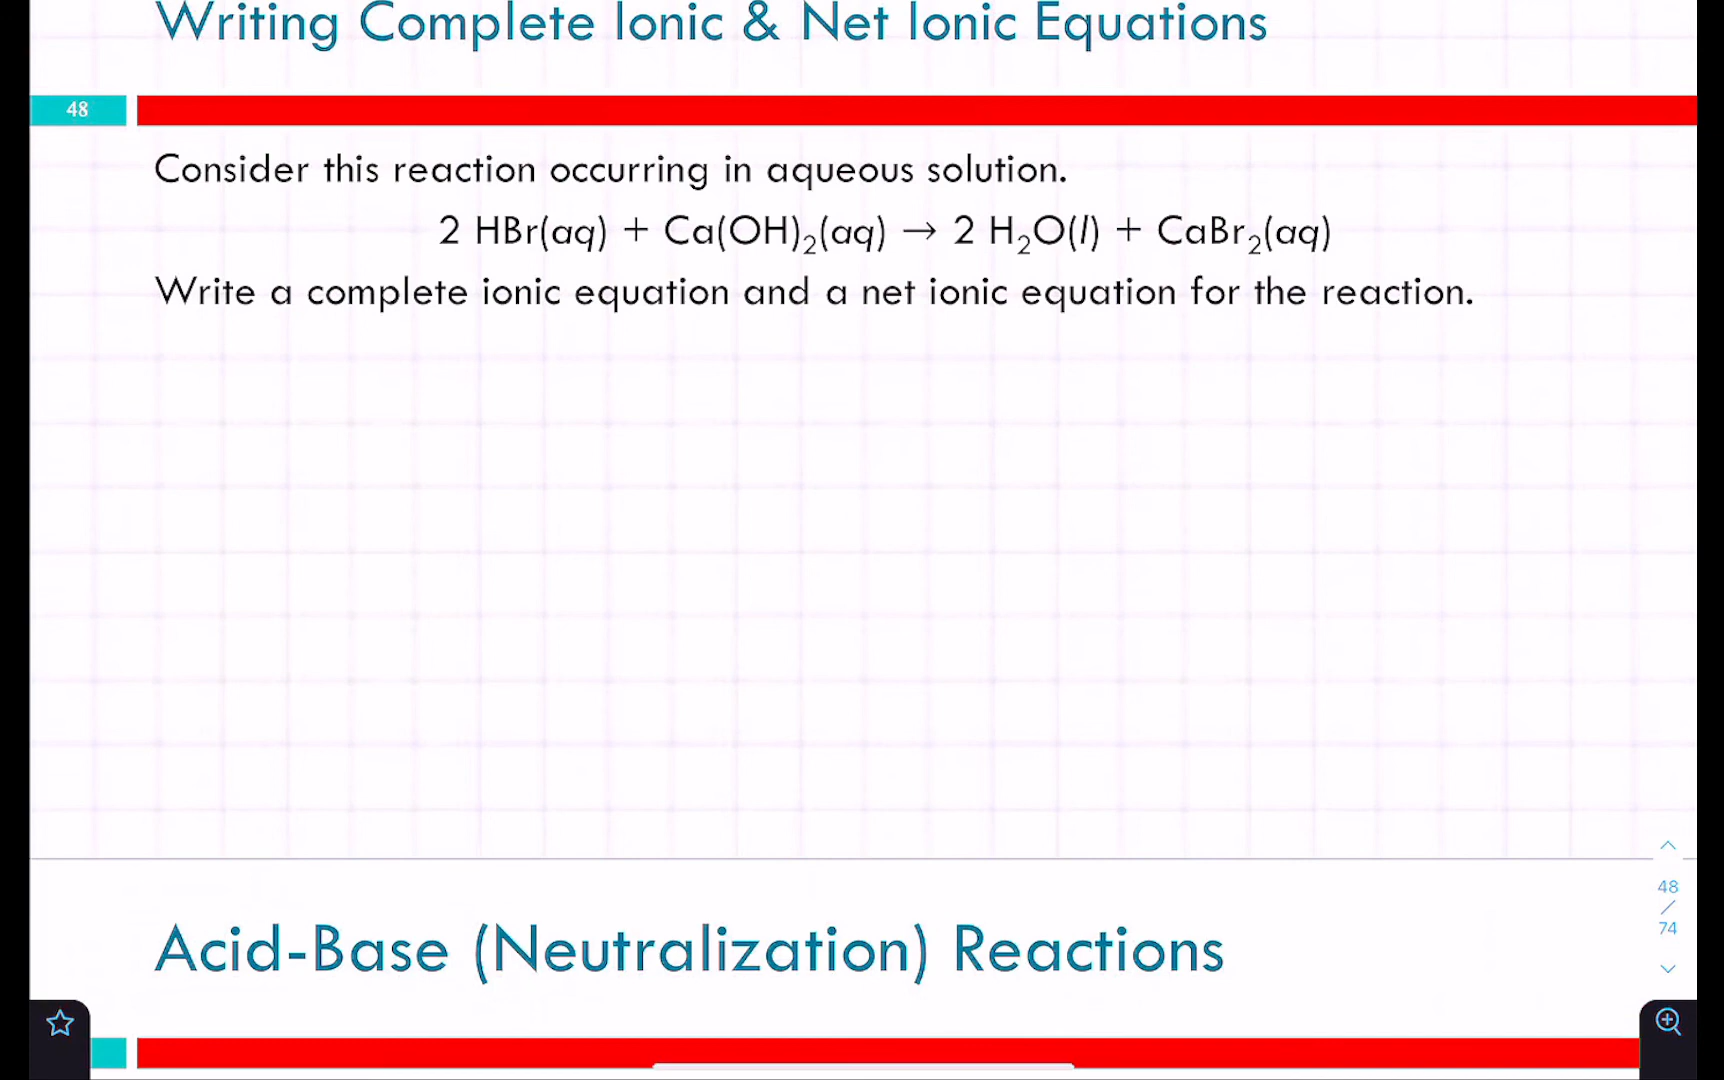 Writing Complete Ionic & Net Ionic Equations
48
Consider this reaction occurring in aqueous solution.
2 HBr(aq) + Ca(OH)₂(aq) → 2 H₂O(l) + CaBr₂(aq)
Write a complete ionic equation and a net ionic equation for the reaction.
48
/
74
Acid-Base (Neutralization) Reactions